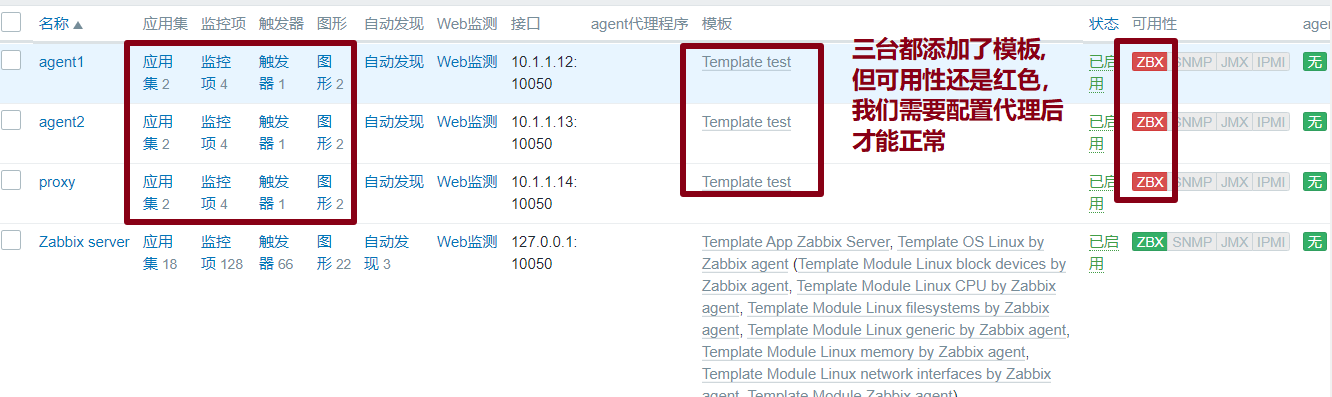 名称 应用集 监控项 触发器 图形 自动发现 Web监测 接口 agent代理程序 模板 状态 可用性
agent1 应用 监控 触发 图 自动发现 Web监测 10.1.1.12: Template test 已启 ZBX SNMP JMX IPMI 无
集 2 项 4 器 1 形 2 10050 用
agent2 应用 监控 触发 图 自动发现 Web监测 10.1.1.13: Template test 已启 ZBX SNMP JMX IPMI 无
集 2 项 4 器 1 形 2 10050 用
proxy 应用 监控 触发 图 自动发现 Web监测 10.1.1.14: Template test 已启 ZBX SNMP JMX IPMI 无
集 2 项 4 器 1 形 2 10050 用
三台都添加了模板,
但可用性还是红色,
我们需要配置代理后
才能正常
Zabbix server 应用 监控 触发 图 自动发 Web监测 127.0.0.1: Template App Zabbix Server, Template OS Linux by 已启 ZBX SNMP JMX IPMI 无
集 18 项 128 器 66 形 22 现 3 10050 Zabbix agent (Template Module Linux block devices by 用
Zabbix agent, Template Module Linux CPU by Zabbix
agent, Template Module Linux filesystems by Zabbix
agent, Template Module Linux generic by Zabbix agent,
Template Module Linux memory by Zabbix agent,
Template Module Linux network interfaces by Zabbix
agent, Template Module Zabbix agent)